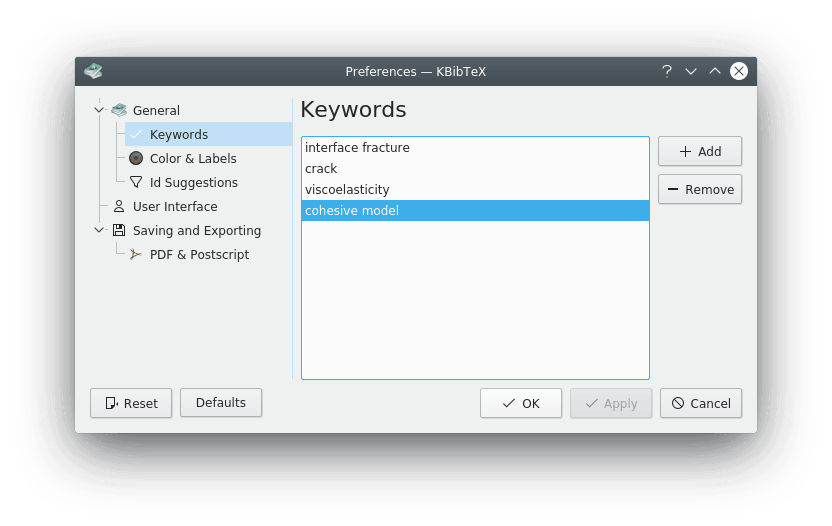 Preferences — KBibTeX
General
Keywords
Color & Labels
Id Suggestions
User Interface
Saving and Exporting
PDF & Postscript
Keywords
interface fracture
crack
viscoelasticity
cohesive model
Add
Remove
Reset
Defaults
OK
Apply
Cancel